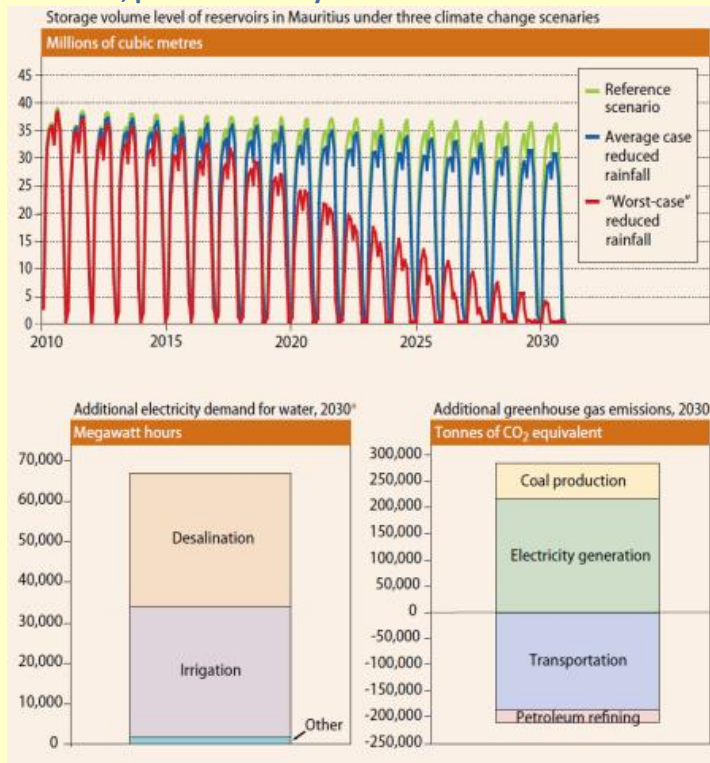 Storage volume level of reservoirs in Mauritius under three climate change scenarios
Millions of cubic metres
45
40
35
30
25
20
15
10
5
0
2010
2015
2020
2025
2030
Reference
scenario
Average case
reduced
rainfall
"Worst-case"
reduced
rainfall
Additional electricity demand for water, 2030*
Megawatt hours
70,000
60,000
50,000
40,000
30,000
20,000
10,000
0
Desalination
Irrigation
Other
Additional greenhouse gas emissions, 2030
Tonnes of CO₂ equivalent
300,000
250,000
200,000
150,000
100,000
50,000
0
-50,000
-100,000
-150,000
-200,000
-250,000
Coal production
Electricity generation
Transportation
Petroleum refining